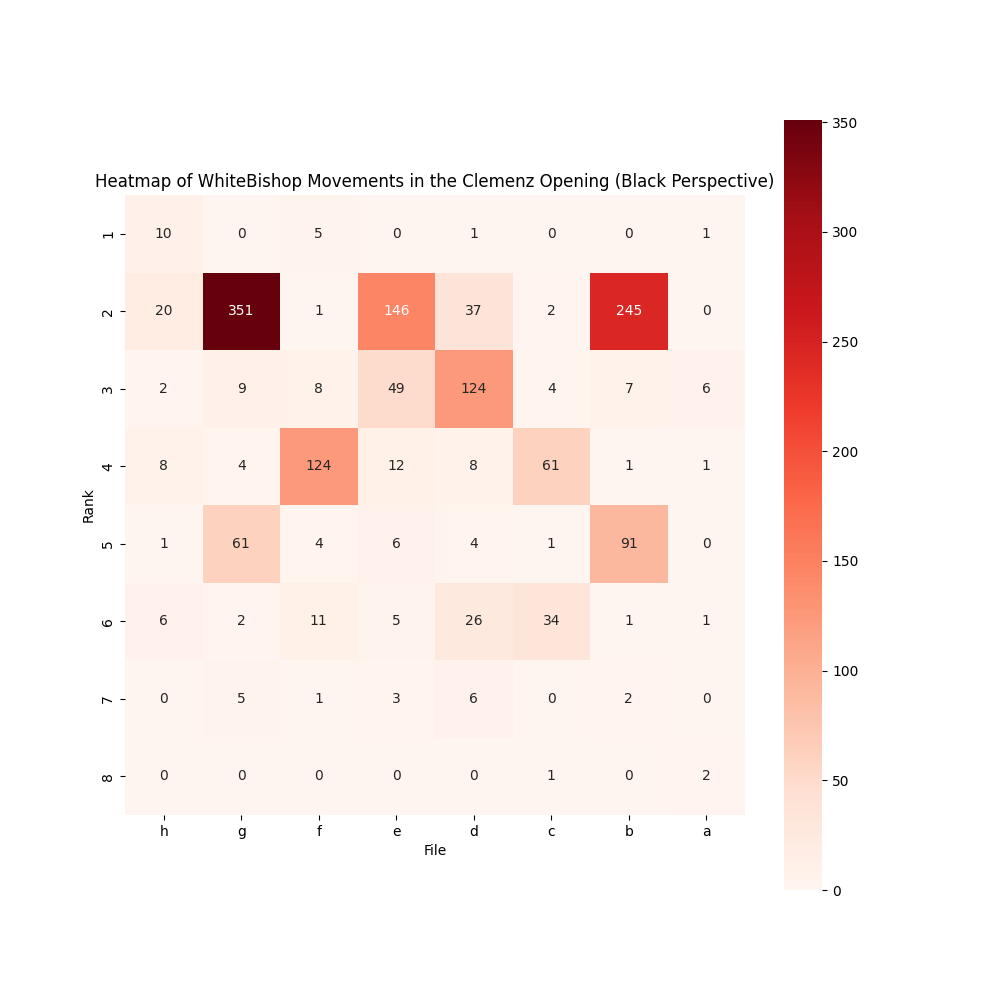 Heatmap of WhiteBishop Movements in the Clemenz Opening (Black Perspective)
350
300
250
200
150
100
50
0
Rank
1 10 0 5 0 1 0 0 1
2 20 351 1 146 37 2 245 0
3 2 9 8 49 124 4 7 6
4 8 4 124 12 8 61 1 1
5 1 61 4 6 4 1 91 0
6 6 2 11 5 26 34 1 1
7 0 5 1 3 6 0 2 0
8 0 0 0 0 0 1 0 2
h g f e d c b a
File